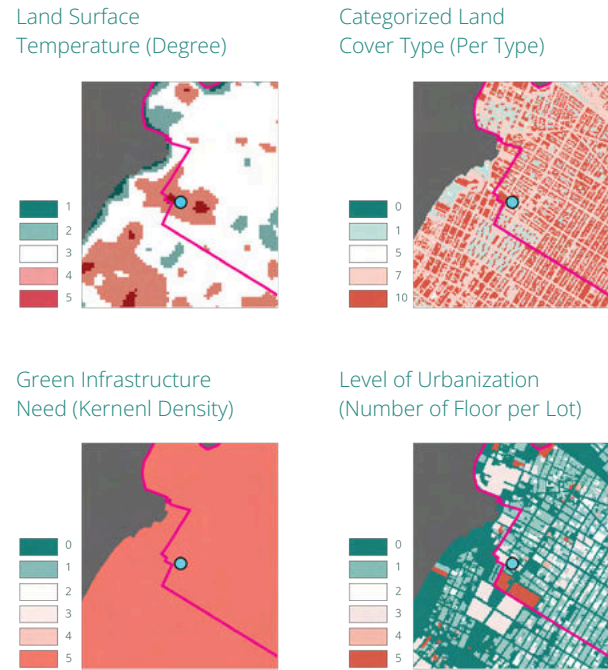 Land Surface
Temperature (Degree)
1
2
3
4
5
Categorized Land
Cover Type (Per Type)
0
1
5
7
10
Green Infrastructure
Need (Kernenl Density)
0
1
2
3
4
5
Level of Urbanization
(Number of Floor per Lot)
0
1
2
3
4
5